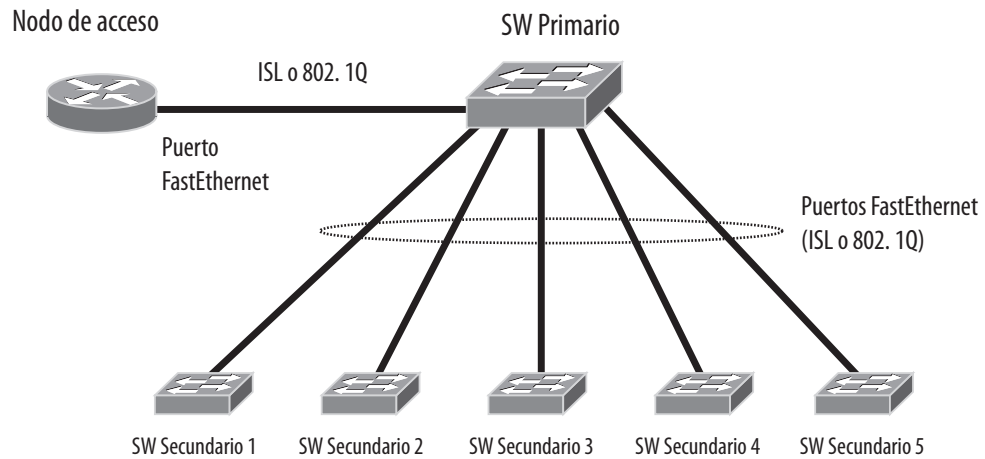 Nodo de acceso
SW Primario
ISL o 802. 1Q
Puerto
FastEthernet
Puertos FastEthernet
(ISL o 802. 1Q)
SW Secundario 1
SW Secundario 2
SW Secundario 3
SW Secundario 4
SW Secundario 5